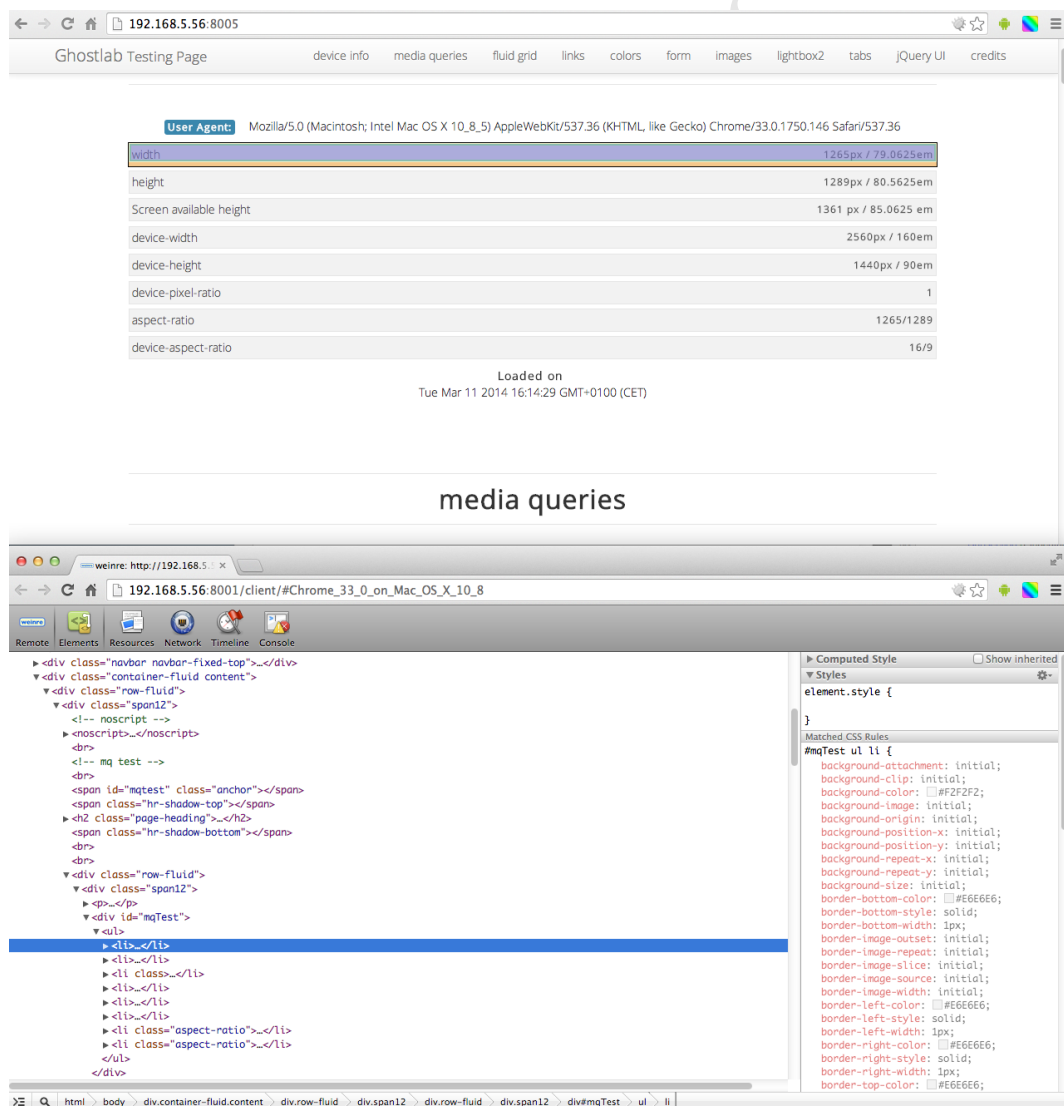 192.168.5.56:8005
Ghostlab Testing Page device info media queries fluid grid links colors form images lightbox2 tabs jQuery UI credits
User Agent: Mozilla/5.0 (Macintosh; Intel Mac OS X 10_8_5) AppleWebKit/537.36 (KHTML, like Gecko) Chrome/33.0.1750.146 Safari/537.36
width 1265px / 79.0625em
height 1289px / 80.5625em
Screen available height 1361 px / 85.0625 em
device-width 2560px / 160em
device-height 1440px / 90em
device-pixel-ratio 1
aspect-ratio 1265/1289
device-aspect-ratio 16/9
Loaded on
Tue Mar 11 2014 16:14:29 GMT+0100 (CET)
media queries
weinre: http://192.168.5.
192.168.5.56:8001/client/#Chrome_33_0_on_Mac_OS_X_10_8
weinre
Remote Elements Resources Network Timeline Console
▶<div class="navbar navbar-fixed-top">…</div>
▼<div class="container-fluid content">
▼<div class="row-fluid">
▼<div class="span12">
<!-- noscript -->
▶<noscript>…</noscript>
<br>
<!-- mq test -->
<br>
<span id="mqtest" class="anchor"></span>
<span class="hr-shadow-top"></span>
▶<h2 class="page-heading">…</h2>
<span class="hr-shadow-bottom"></span>
<br>
<br>
▼<div class="row-fluid">
▼<div class="span12">
▶<p>…</p>
▼<div id="mqTest">
▼<ul>
▶<li>…</li>
▶<li>…</li>
▶<li class>…</li>
▶<li>…</li>
▶<li>…</li>
▶<li>…</li>
▶<li class="aspect-ratio">…</li>
▶<li class="aspect-ratio">…</li>
</ul>
</div>
▶ Computed Style Show inherited
▼ Styles
element.style {
}
Matched CSS Rules
#mqTest ul li {
background-attachment: initial;
background-clip: initial;
background-color: #F2F2F2;
background-image: initial;
background-origin: initial;
background-position-x: initial;
background-position-y: initial;
background-repeat-x: initial;
background-repeat-y: initial;
background-size: initial;
border-bottom-color: #E6E6E6;
border-bottom-style: solid;
border-bottom-width: 1px;
border-image-outset: initial;
border-image-repeat: initial;
border-image-slice: initial;
border-image-source: initial;
border-image-width: initial;
border-left-color: #E6E6E6;
border-left-style: solid;
border-left-width: 1px;
border-right-color: #E6E6E6;
border-right-style: solid;
border-right-width: 1px;
border-top-color: #E6E6E6;
html body div.container-fluid.content div.row-fluid div.span12 div.row-fluid div.span12 div#mqTest ul li